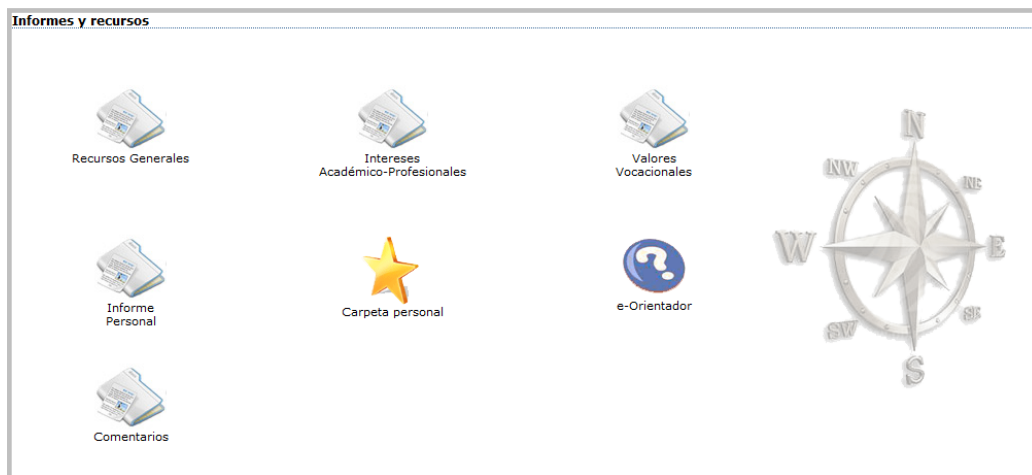 Informes y recursos
Recursos Generales
Intereses
Académico-Profesionales
Valores
Vocacionales
Informe
Personal
Carpeta personal
e-Orientador
Comentarios
N
NW
NE
W
E
SW
SE
S